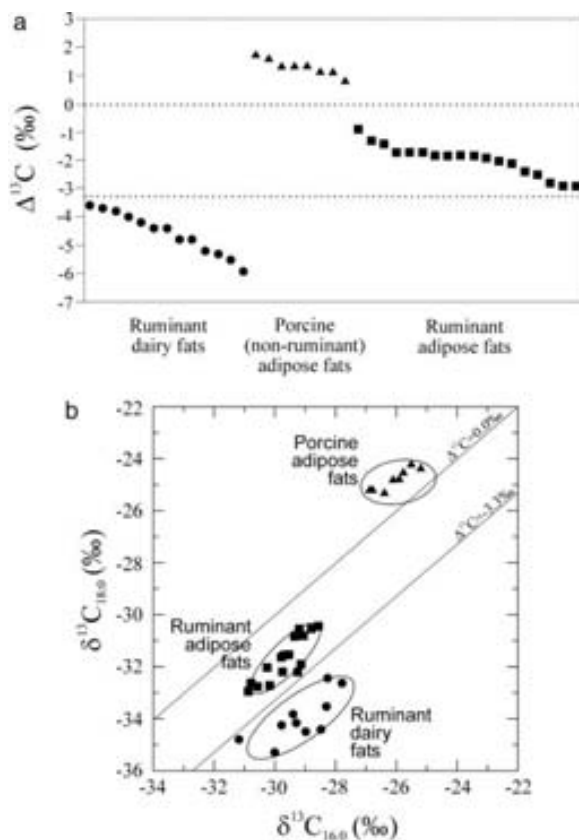 a
3
2
1
0
-1
-2
-3
-4
-5
-6
-7
Δ¹³C (‰)
Ruminant
dairy fats
Porcine
(non-ruminant)
adipose fats
Ruminant
adipose fats
b
-22
-24
-26
-28
-30
-32
-34
-36
δ¹³C₁₈:₀ (‰)
Porcine
adipose
fats
Δ¹³C=0.0‰
Δ¹³C=-3.3‰
Ruminant
adipose
fats
Ruminant
dairy
fats
-34 -32 -30 -28 -26 -24 -22
δ¹³C₁₆:₀ (‰)